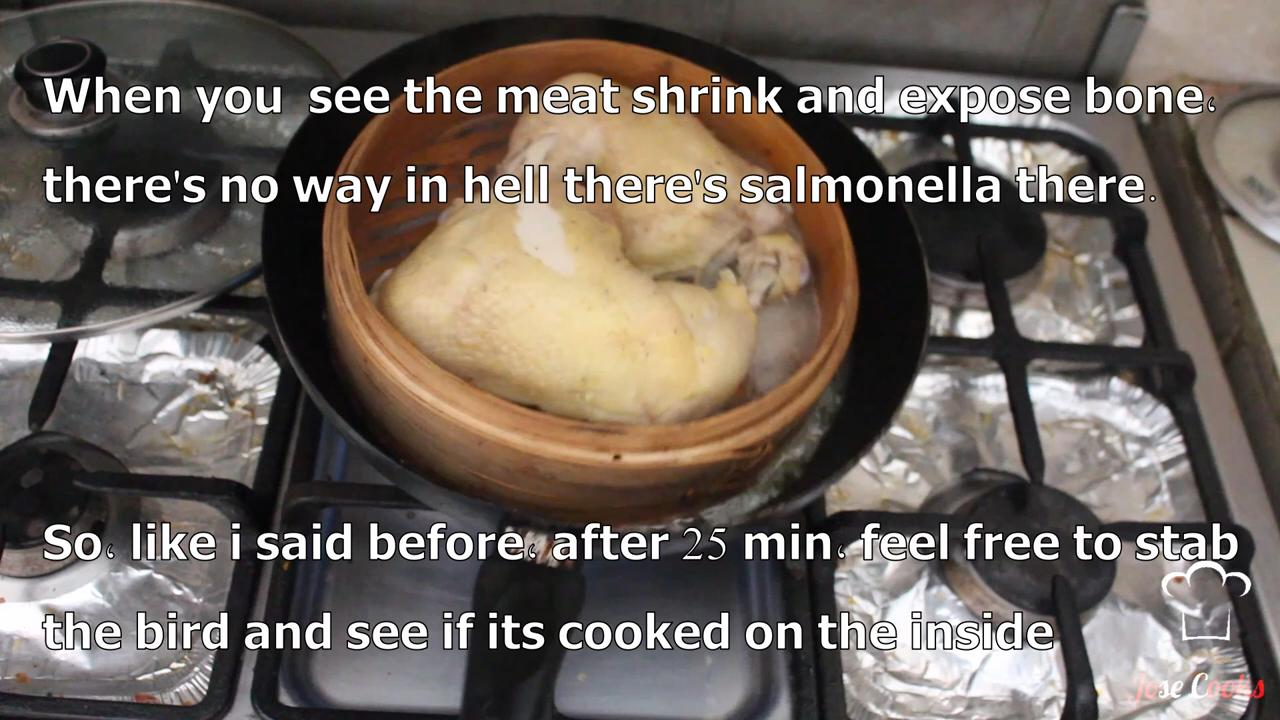 When you  see the meat shrink and expose bone،
there's no way in hell there's salmonella there.
So، like i said before، after 25 min، feel free to stab
the bird and see if its cooked on the inside
Jose Cooks